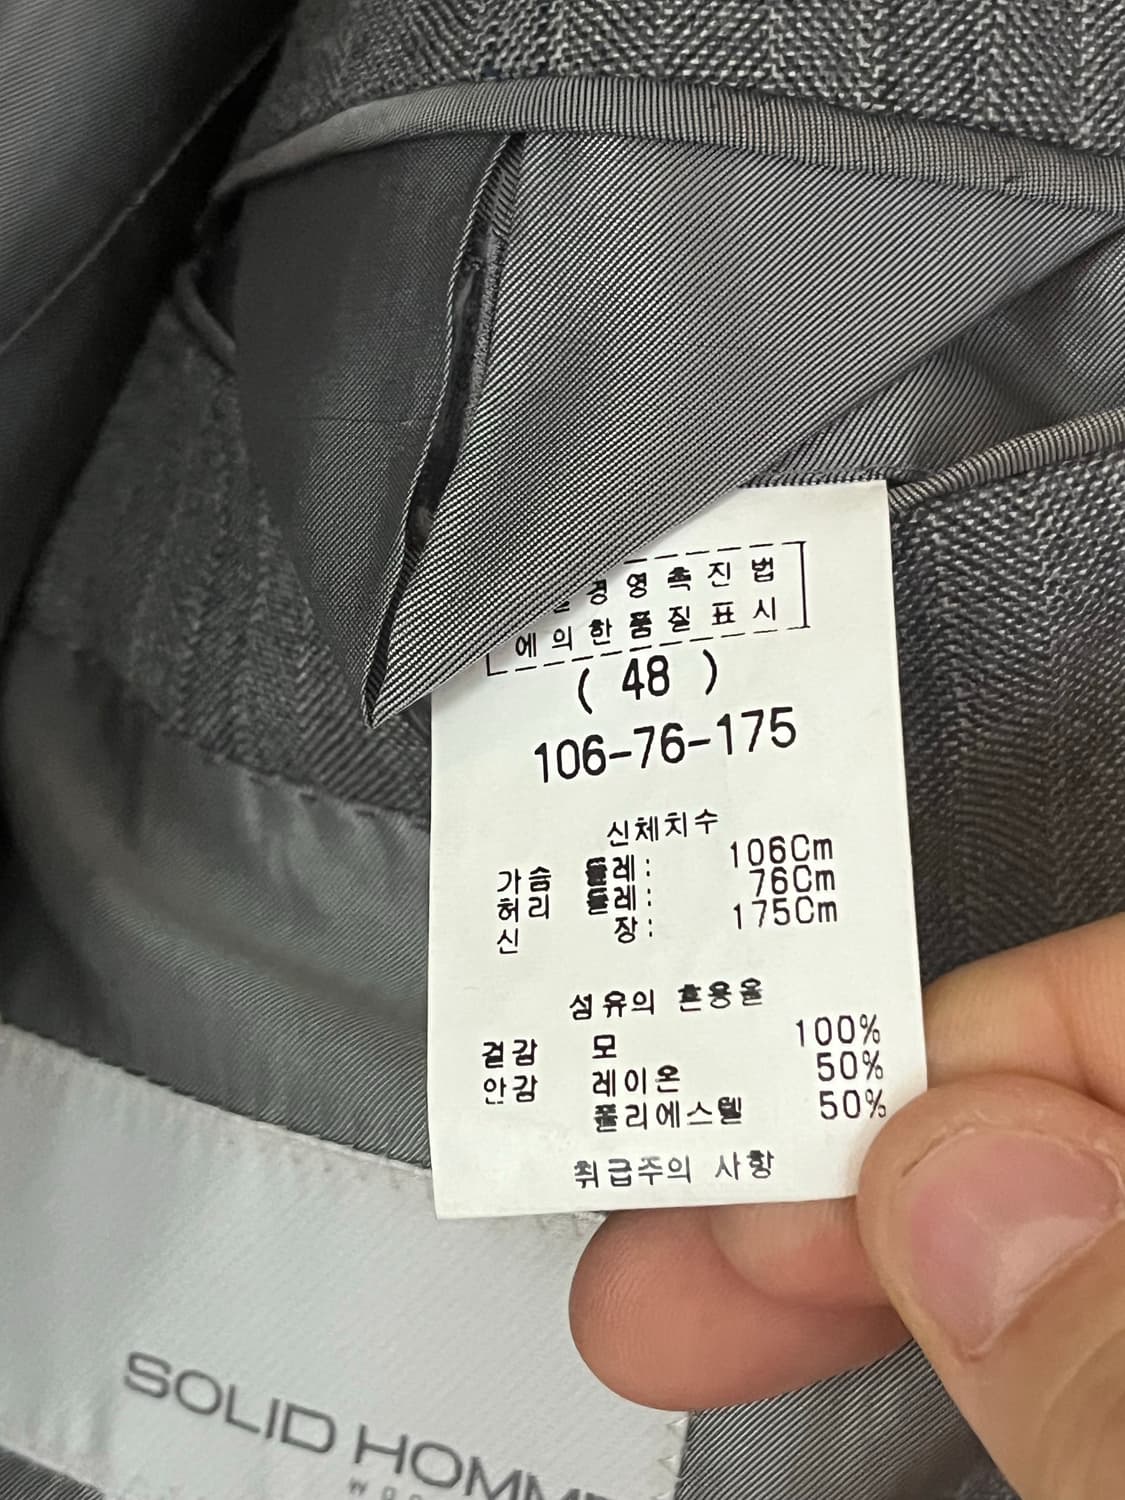 경영촉진법
에의한품질표시
( 48 )
106-76-175
신체치수
가슴 둘레: 106Cm
허리 둘레: 76Cm
신 장: 175Cm
섬유의 혼용율
겉감 모 100%
안감 레이온 50%
폴리에스텔 50%
취급주의 사항
SOLID HOMME